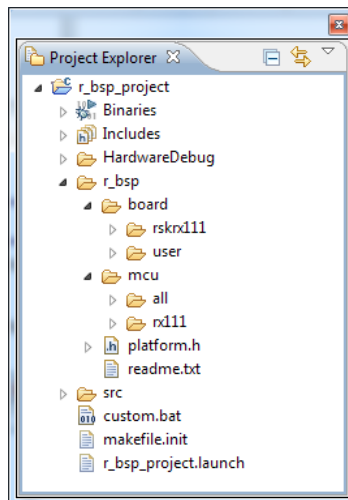 Project Explorer
r_bsp_project
Binaries
Includes
HardwareDebug
r_bsp
board
rskrx111
user
mcu
all
rx111
platform.h
readme.txt
src
custom.bat
makefile.init
r_bsp_project.launch